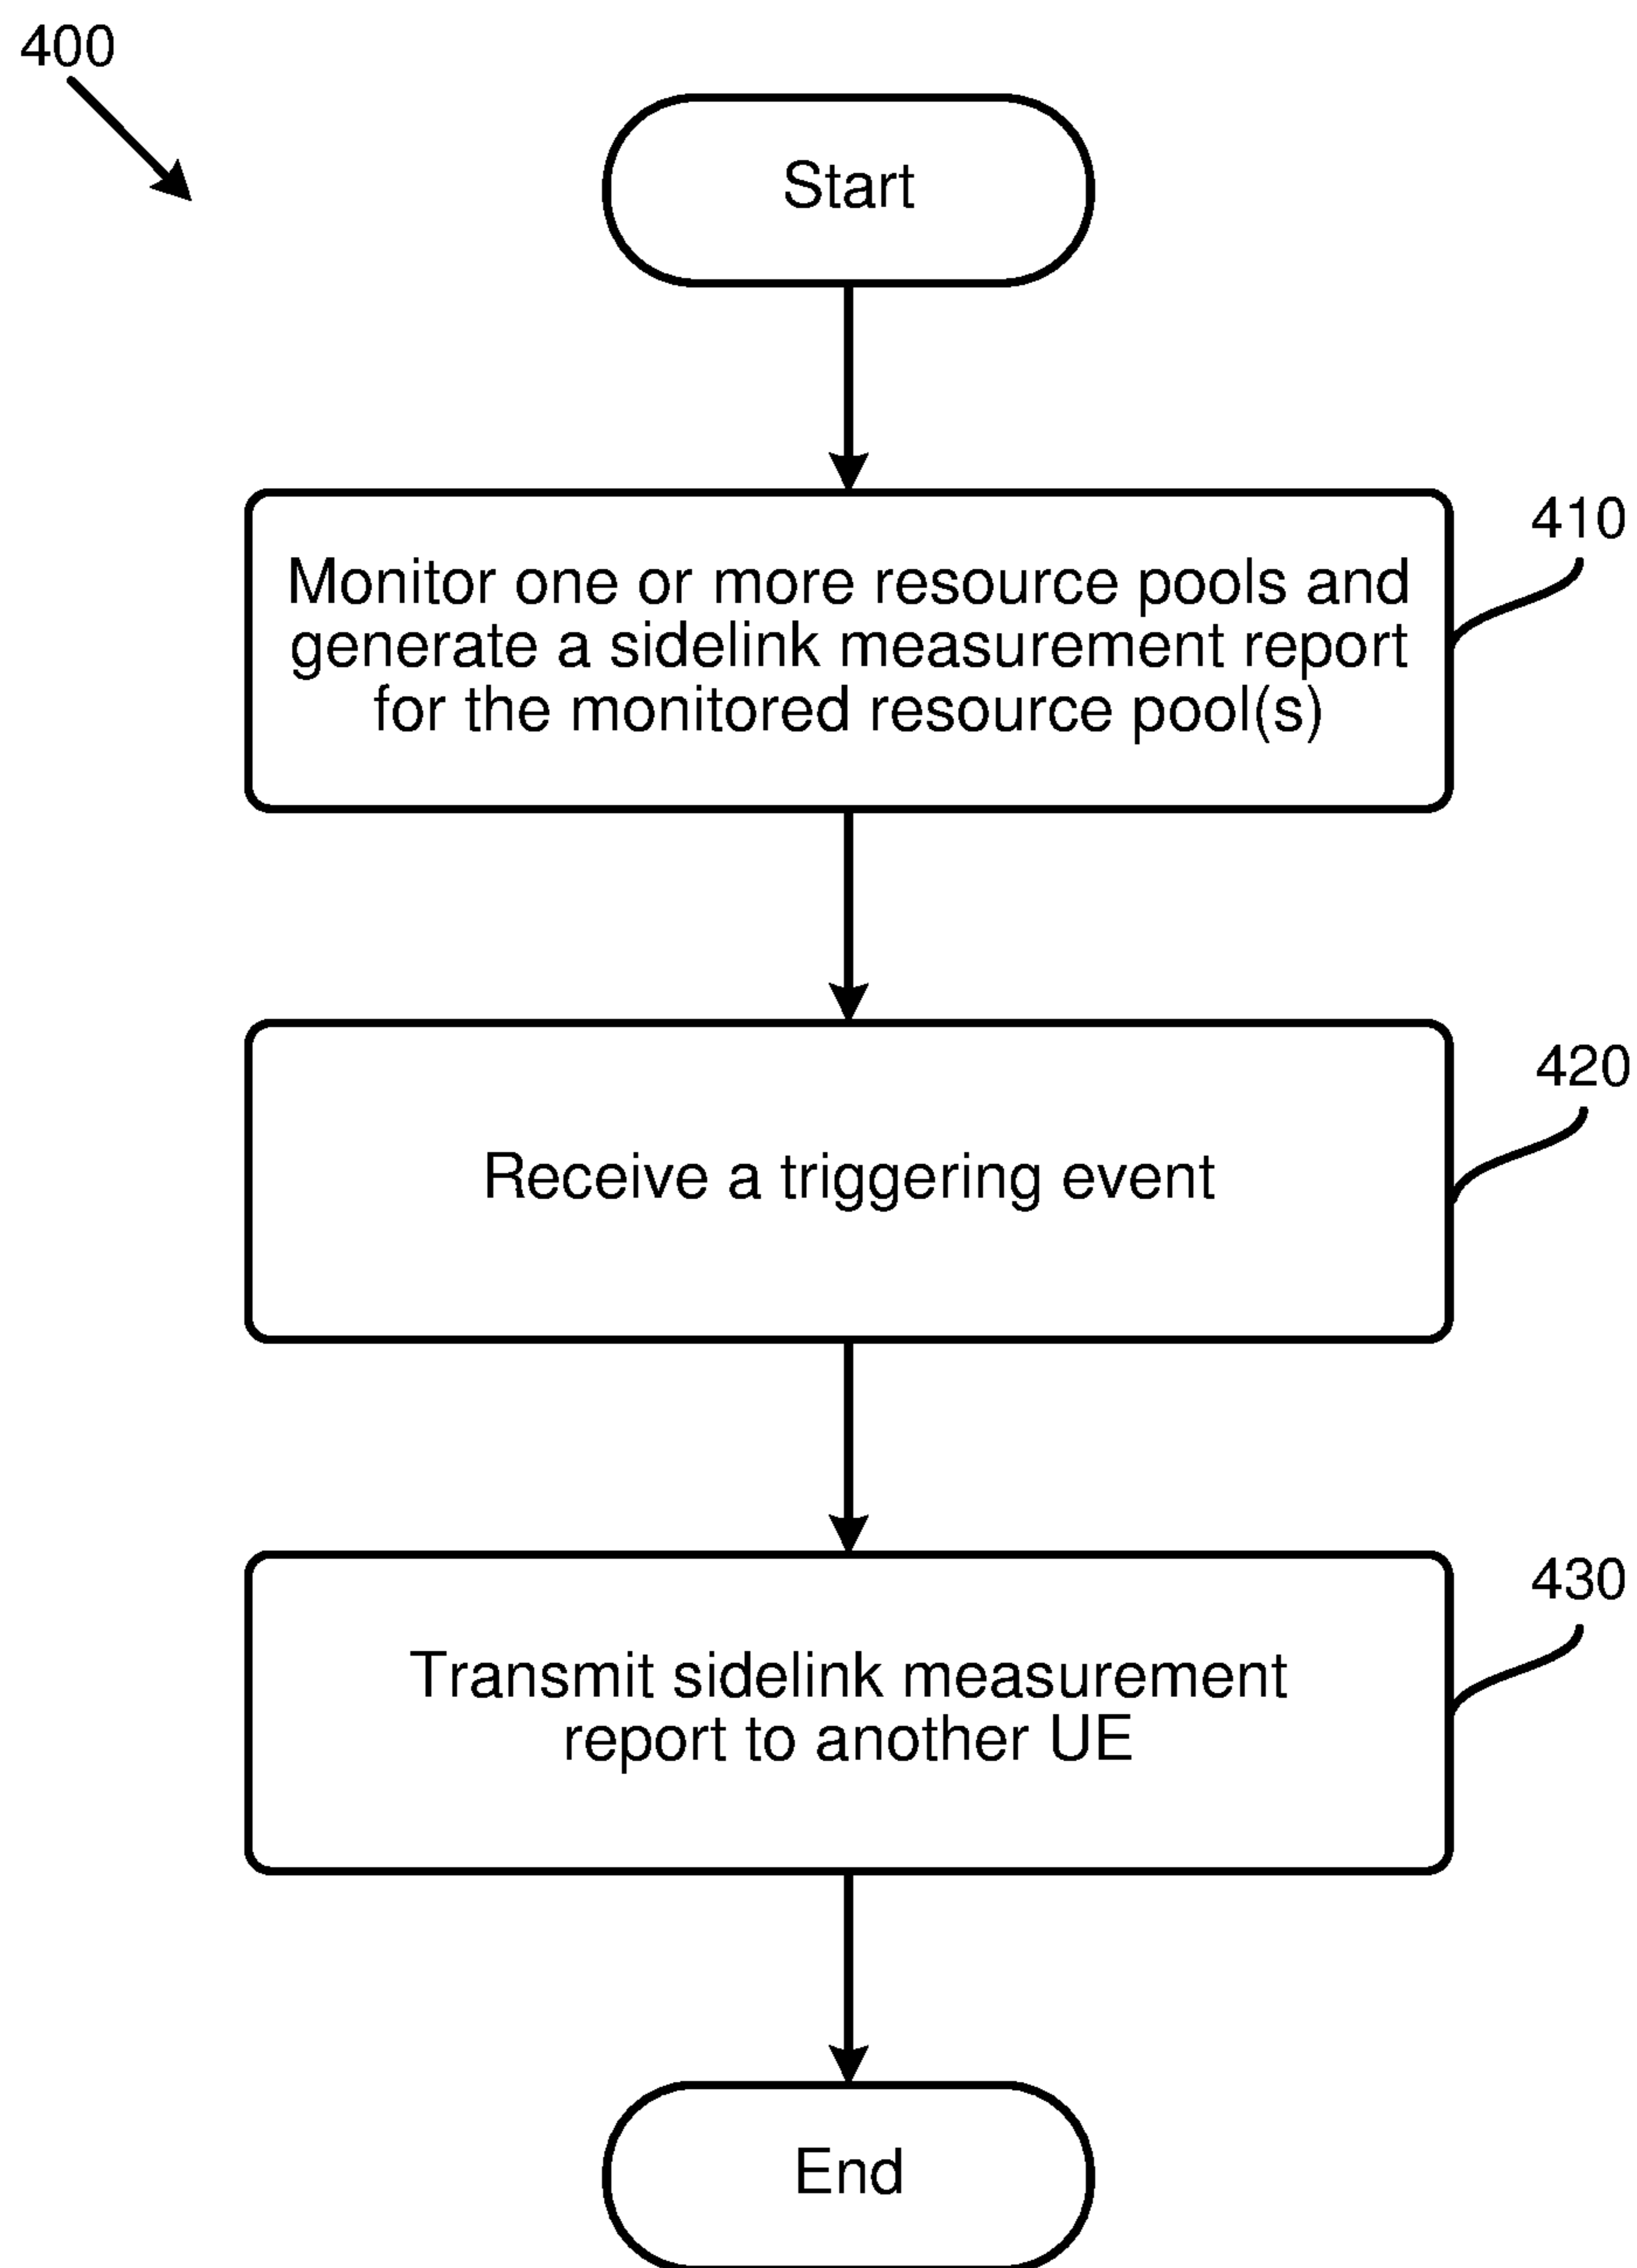 400
Start
410
Monitor one or more resource pools and
generate a sidelink measurement report
for the monitored resource pool(s)
420
Receive a triggering event
430
Transmit sidelink measurement
report to another UE
End